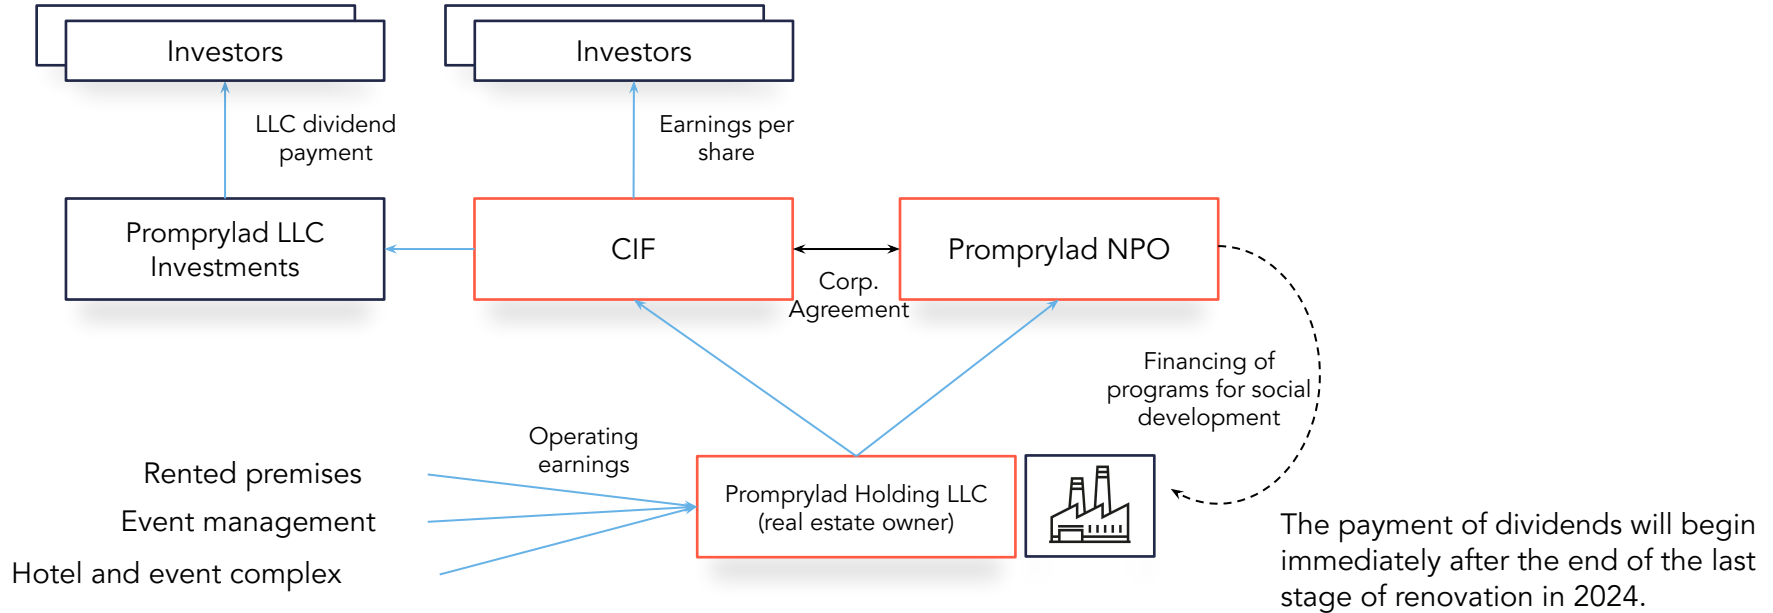 Investors
Investors
LLC dividend
payment
Earnings per
share
Promprylad LLC
Investments
CIF
Promprylad NPO
Corp.
Agreement
Financing of
programs for social
development
Operating
earnings
Rented premises
Event management
Hotel and event complex
Promprylad Holding LLC
(real estate owner)
The payment of dividends will begin
immediately after the end of the last
stage of renovation in 2024.